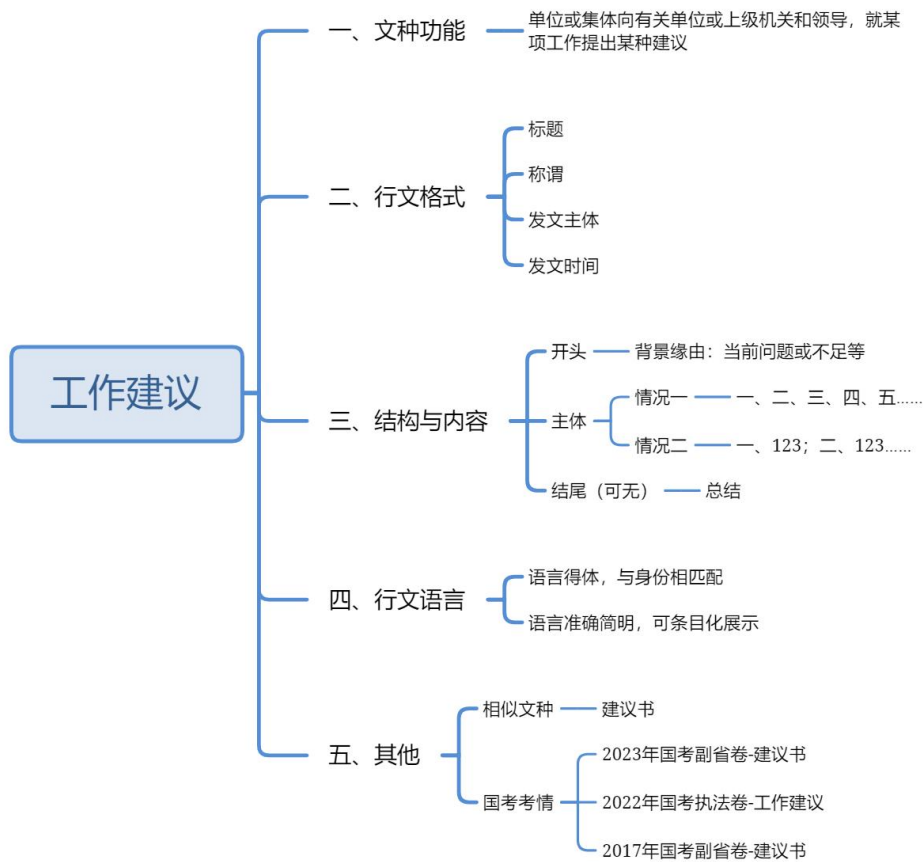 工作建议
一、文种功能
单位或集体向有关单位或上级机关和领导，就某
项工作提出某种建议
二、行文格式
标题
称谓
发文主体
发文时间
三、结构与内容
开头
背景缘由：当前问题或不足等
主体
情况一
一、二、三、四、五……
情况二
一、123；二、123……
结尾（可无）
总结
四、行文语言
语言得体，与身份相匹配
语言准确简明，可条目化展示
五、其他
相似文种
建议书
国考考情
2023年国考副省卷-建议书
2022年国考执法卷-工作建议
2017年国考副省卷-建议书